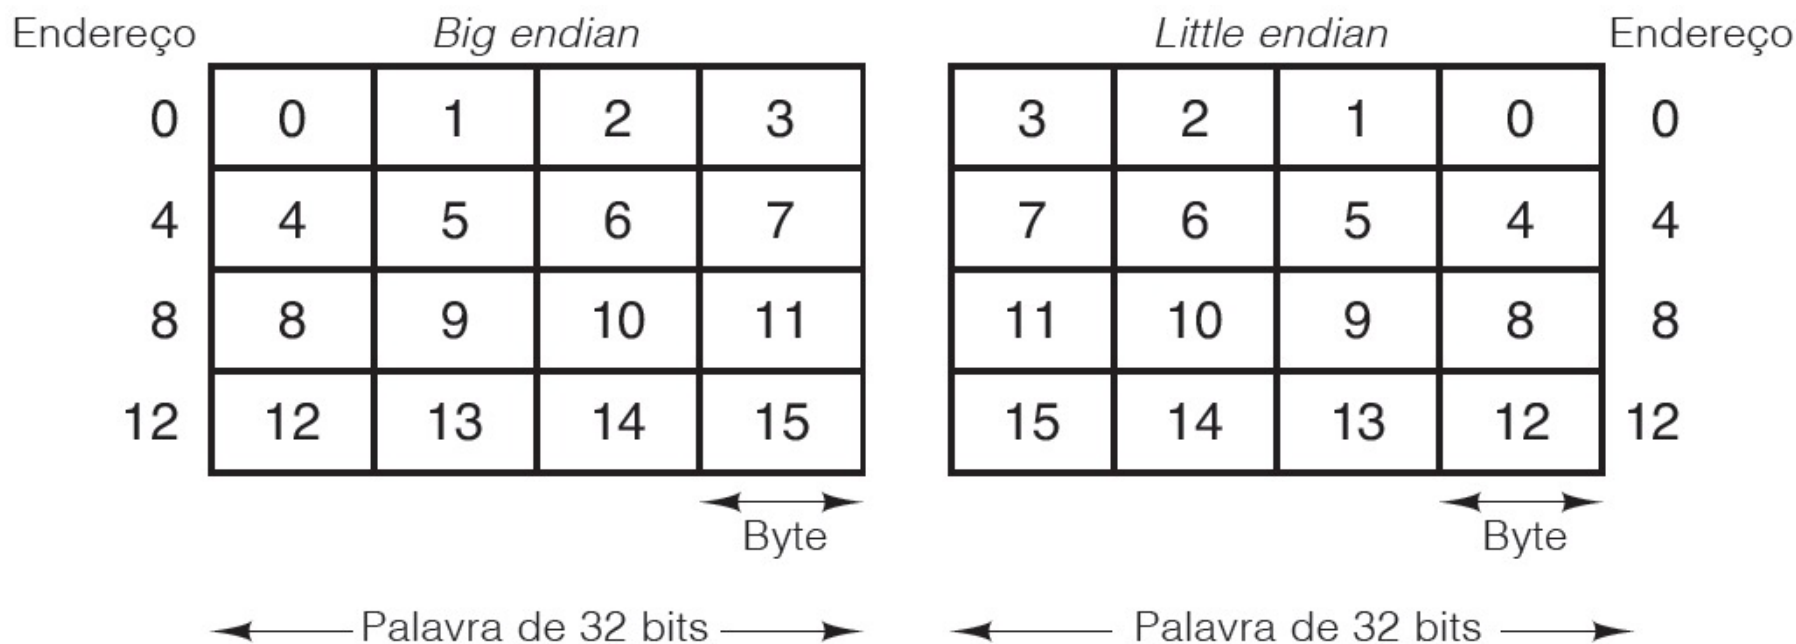 Endereço Big endian Little endian Endereço
0 0 1 2 3 3 2 1 0 0
4 4 5 6 7 7 6 5 4 4
8 8 9 10 11 11 10 9 8 8
12 12 13 14 15 15 14 13 12 12
Byte Byte
Palavra de 32 bits Palavra de 32 bits